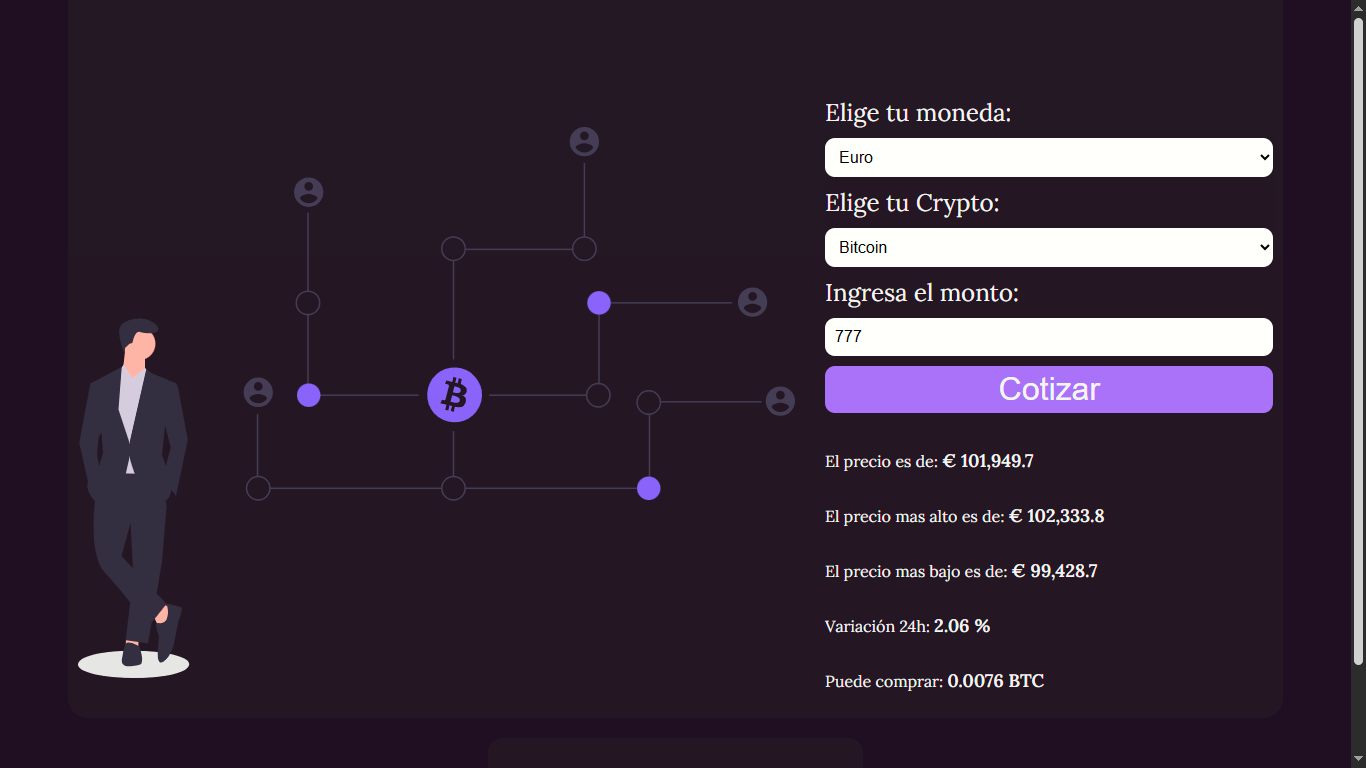 Elige tu moneda:
Euro
Elige tu Crypto:
Bitcoin
Ingresa el monto:
777
Cotizar
El precio es de: € 101,949.7
El precio mas alto es de: € 102,333.8
El precio mas bajo es de: € 99,428.7
Variación 24h: 2.06 %
Puede comprar: 0.0076 BTC